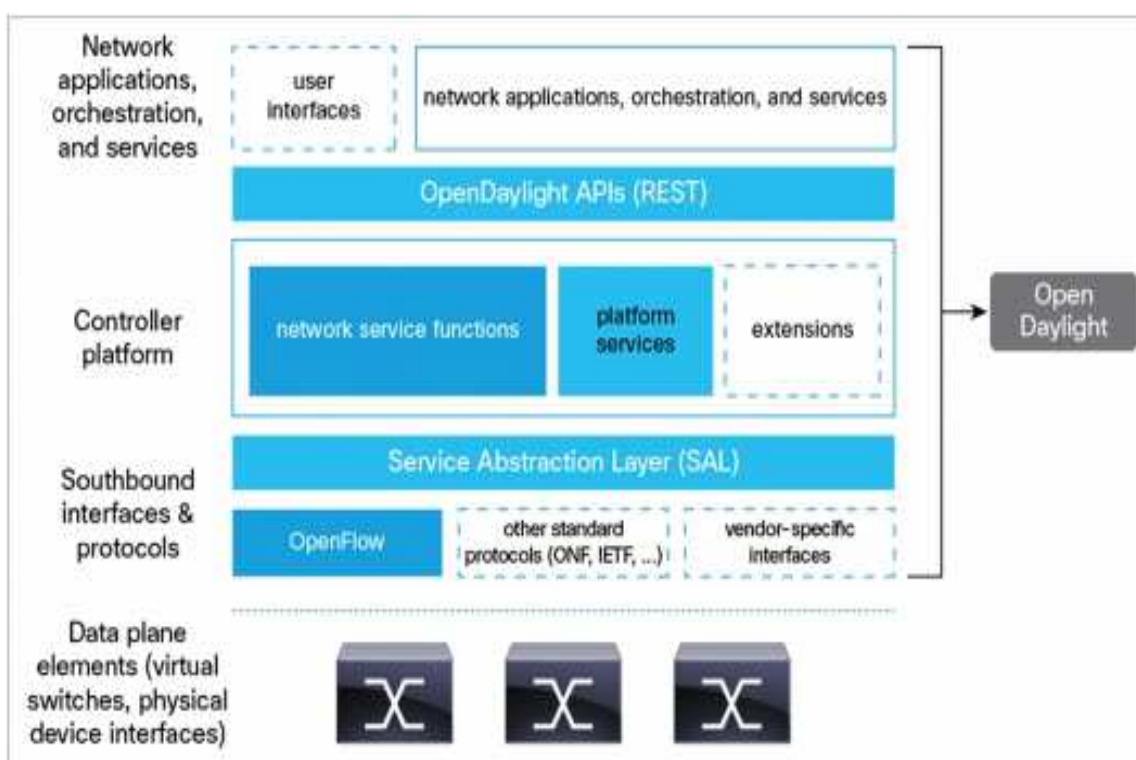 Network
applications,
orchestration,
and services
user
interfaces
network applications, orchestration, and services
OpenDaylight APIs (REST)
Controller
platform
network service functions
platform
services
extensions
Open
Daylight
Southbound
interfaces &
protocols
Service Abstraction Layer (SAL)
OpenFlow
other standard
protocols (ONF, IETF, ...)
vendor-specific
interfaces
Data plane
elements (virtual
switches, physical
device interfaces)